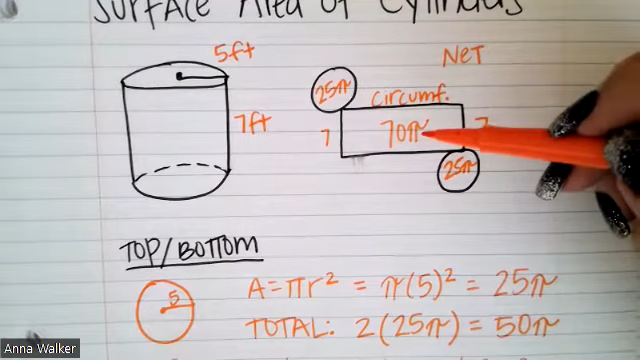 Surface Area of Cylinders
5ft
NET
25π
circumf.
7ft
7
70π
7
25π
TOP/BOTTOM
5
A=πr² = π(5)² = 25π
TOTAL: 2(25π) = 50π
Anna Walker